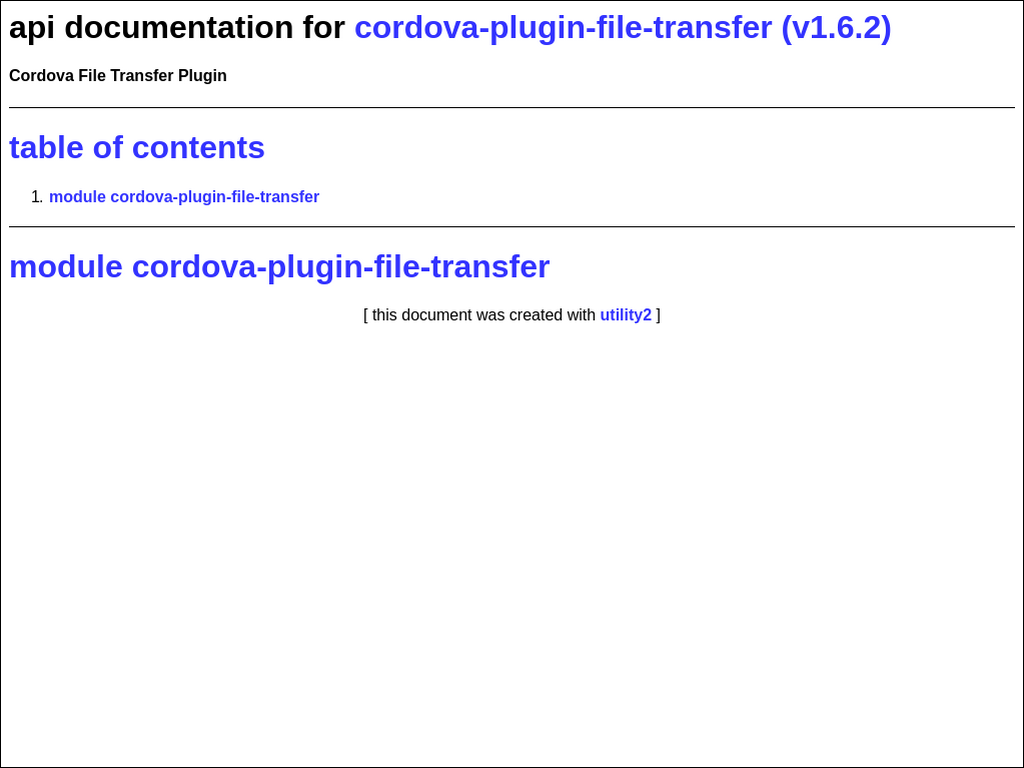 api documentation for cordova-plugin-file-transfer (v1.6.2)
Cordova File Transfer Plugin
table of contents
1. module cordova-plugin-file-transfer
module cordova-plugin-file-transfer
[ this document was created with utility2 ]